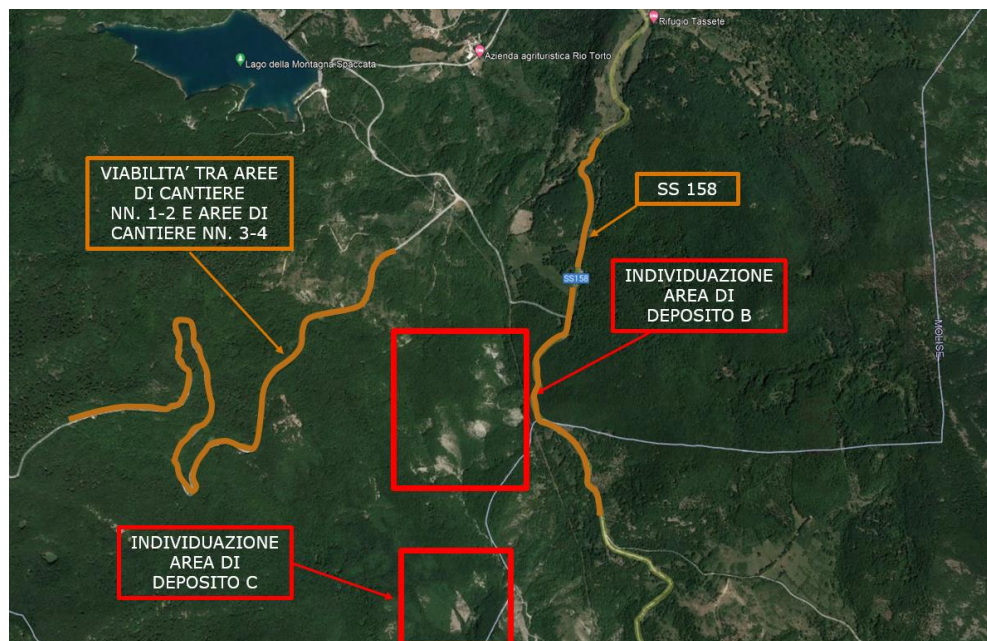 Rifugio Tassete
Azienda agrituristica Rio Torto
Lago della Montagna Spaccata
VIABILITA’ TRA AREE
DI CANTIERE
NN. 1-2 E AREE DI
CANTIERE NN. 3-4
SS 158
SS158
INDIVIDUAZIONE
AREA DI
DEPOSITO B
MOLISE
INDIVIDUAZIONE
AREA DI
DEPOSITO C